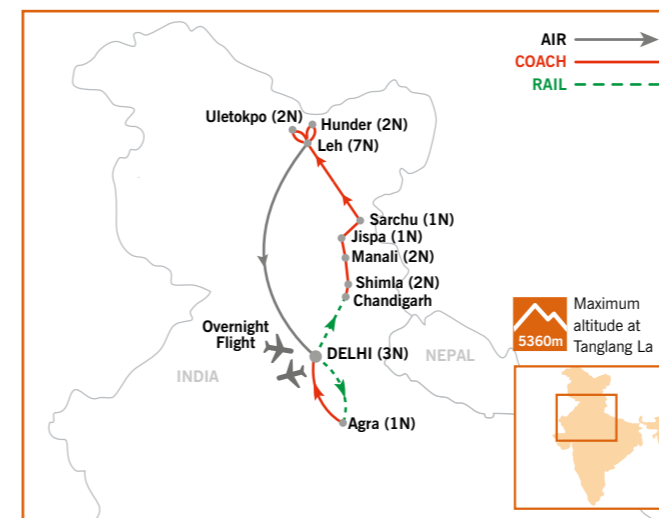 AIR
COACH
RAIL
Uletokpo (2N)
Hunder (2N)
Leh (7N)
Sarchu (1N)
Jispa (1N)
Manali (2N)
Shimla (2N)
Chandigarh
Maximum
altitude at
Tanglang La
5360m
Overnight
Flight
DELHI (3N)
NEPAL
INDIA
Agra (1N)